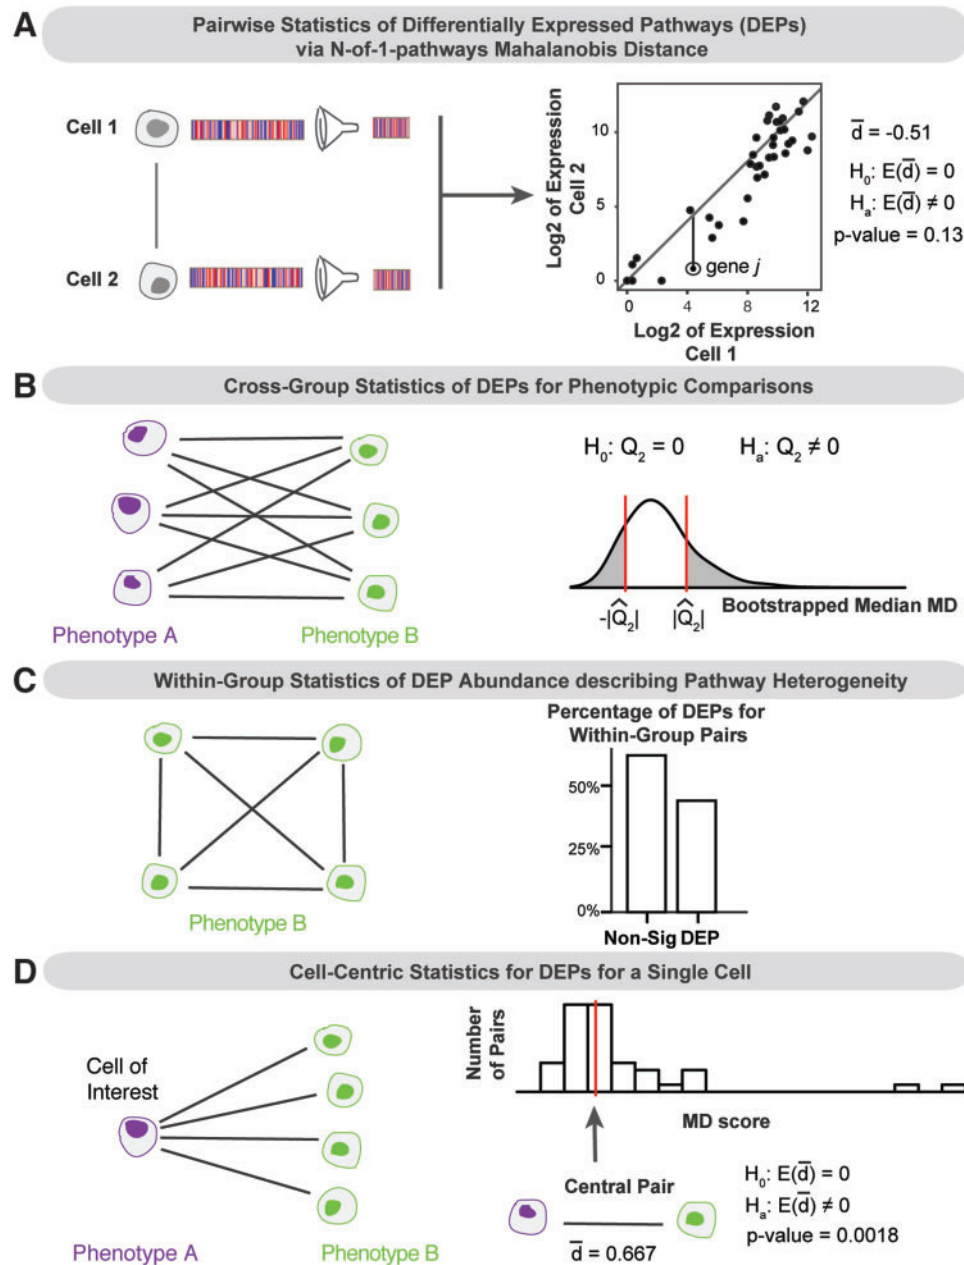 A
Pairwise Statistics of Differentially Expressed Pathways (DEPs)
via N-of-1-pathways Mahalanobis Distance
Cell 1
Cell 2
Log2 of Expression
Cell 2
10
5
0
gene j
0 4 8 12
Log2 of Expression
Cell 1
d̅ = -0.51
H₀: E(d̅) = 0
Hₐ: E(d̅) ≠ 0
p-value = 0.13
B
Cross-Group Statistics of DEPs for Phenotypic Comparisons
Phenotype A
Phenotype B
H₀: Q₂ = 0 Hₐ: Q₂ ≠ 0
Bootstrapped Median MD
-|Q̂₂| |Q̂₂|
C
Within-Group Statistics of DEP Abundance describing Pathway Heterogeneity
Phenotype B
Percentage of DEPs for
Within-Group Pairs
50%
25%
0%
Non-Sig DEP
D
Cell-Centric Statistics for DEPs for a Single Cell
Cell of
Interest
Phenotype A
Phenotype B
Number
of Pairs
MD score
Central Pair
d̅ = 0.667
H₀: E(d̅) = 0
Hₐ: E(d̅) ≠ 0
p-value = 0.0018